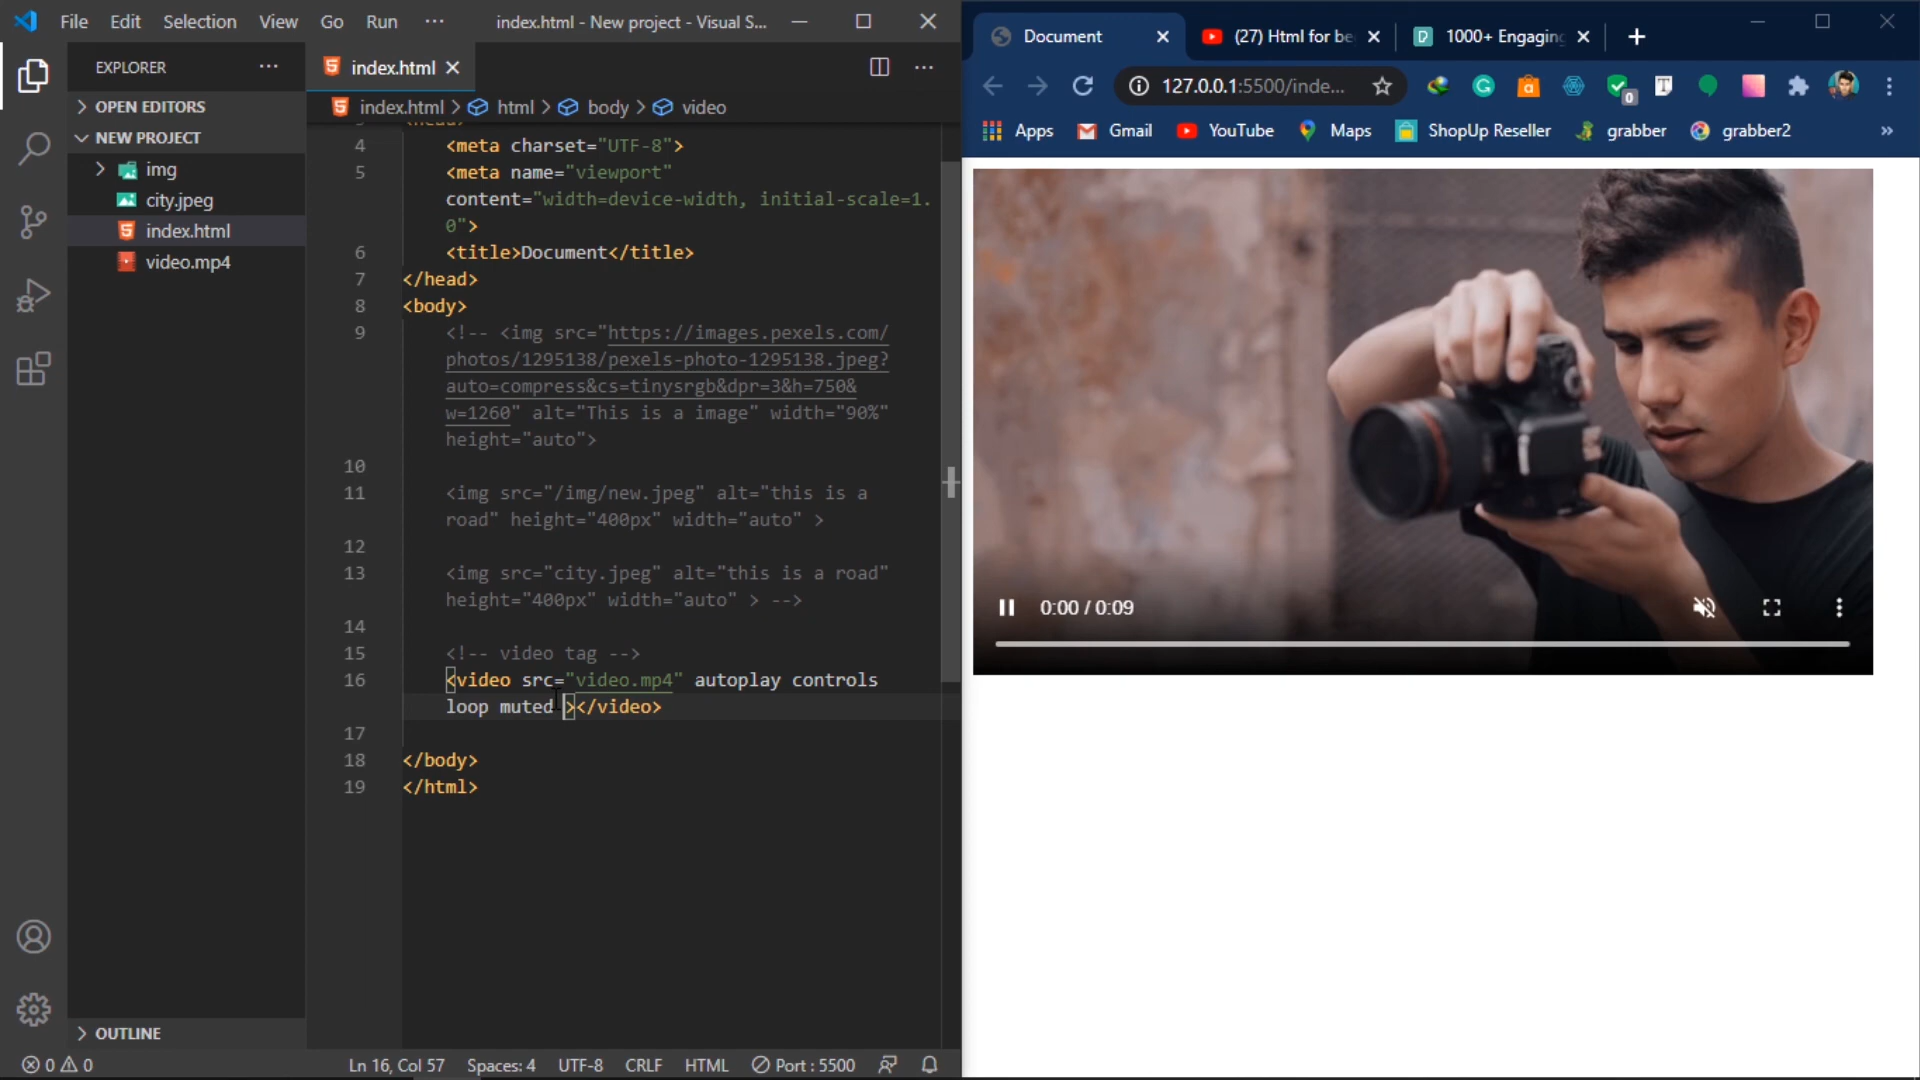 File Edit Selection View Go Run ··· index.html - New project - Visual S...
EXPLORER ···
OPEN EDITORS
NEW PROJECT
img
city.jpeg
index.html
video.mp4
OUTLINE
index.html
index.html > html > body > video
4 <meta charset="UTF-8">
5 <meta name="viewport"
content="width=device-width, initial-scale=1.
0">
6 <title>Document</title>
7 </head>
8 <body>
9 <!-- <img src="https://images.pexels.com/
photos/1295138/pexels-photo-1295138.jpeg?
auto=compress&cs=tinysrgb&dpr=3&h=750&
w=1260" alt="This is a image" width="90%"
height="auto">
10
11 <img src="/img/new.jpeg" alt="this is a
road" height="400px" width="auto" >
12
13 <img src="city.jpeg" alt="this is a road"
height="400px" width="auto" > -->
14
15 <!-- video tag -->
16 <video src="video.mp4" autoplay controls
loop muted ></video>
17
18 </body>
19 </html>
0 0 Ln 16, Col 57 Spaces: 4 UTF-8 CRLF HTML Port : 5500
Document (27) Html for be 1000+ Engaging
127.0.0.1:5500/inde... 0
Apps Gmail YouTube Maps ShopUp Reseller grabber grabber2 »
0:00 / 0:09